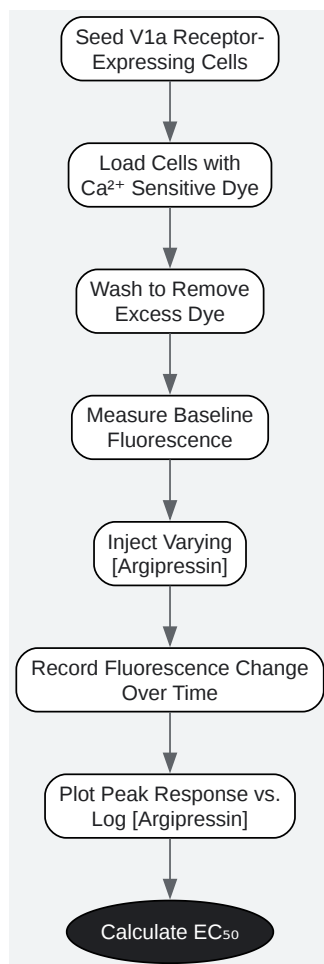 Seed V1a Receptor-
Expressing Cells
Load Cells with
Ca²⁺ Sensitive Dye
Wash to Remove
Excess Dye
Measure Baseline
Fluorescence
Inject Varying
[Argipressin]
Record Fluorescence Change
Over Time
Plot Peak Response vs.
Log [Argipressin]
Calculate EC₅₀